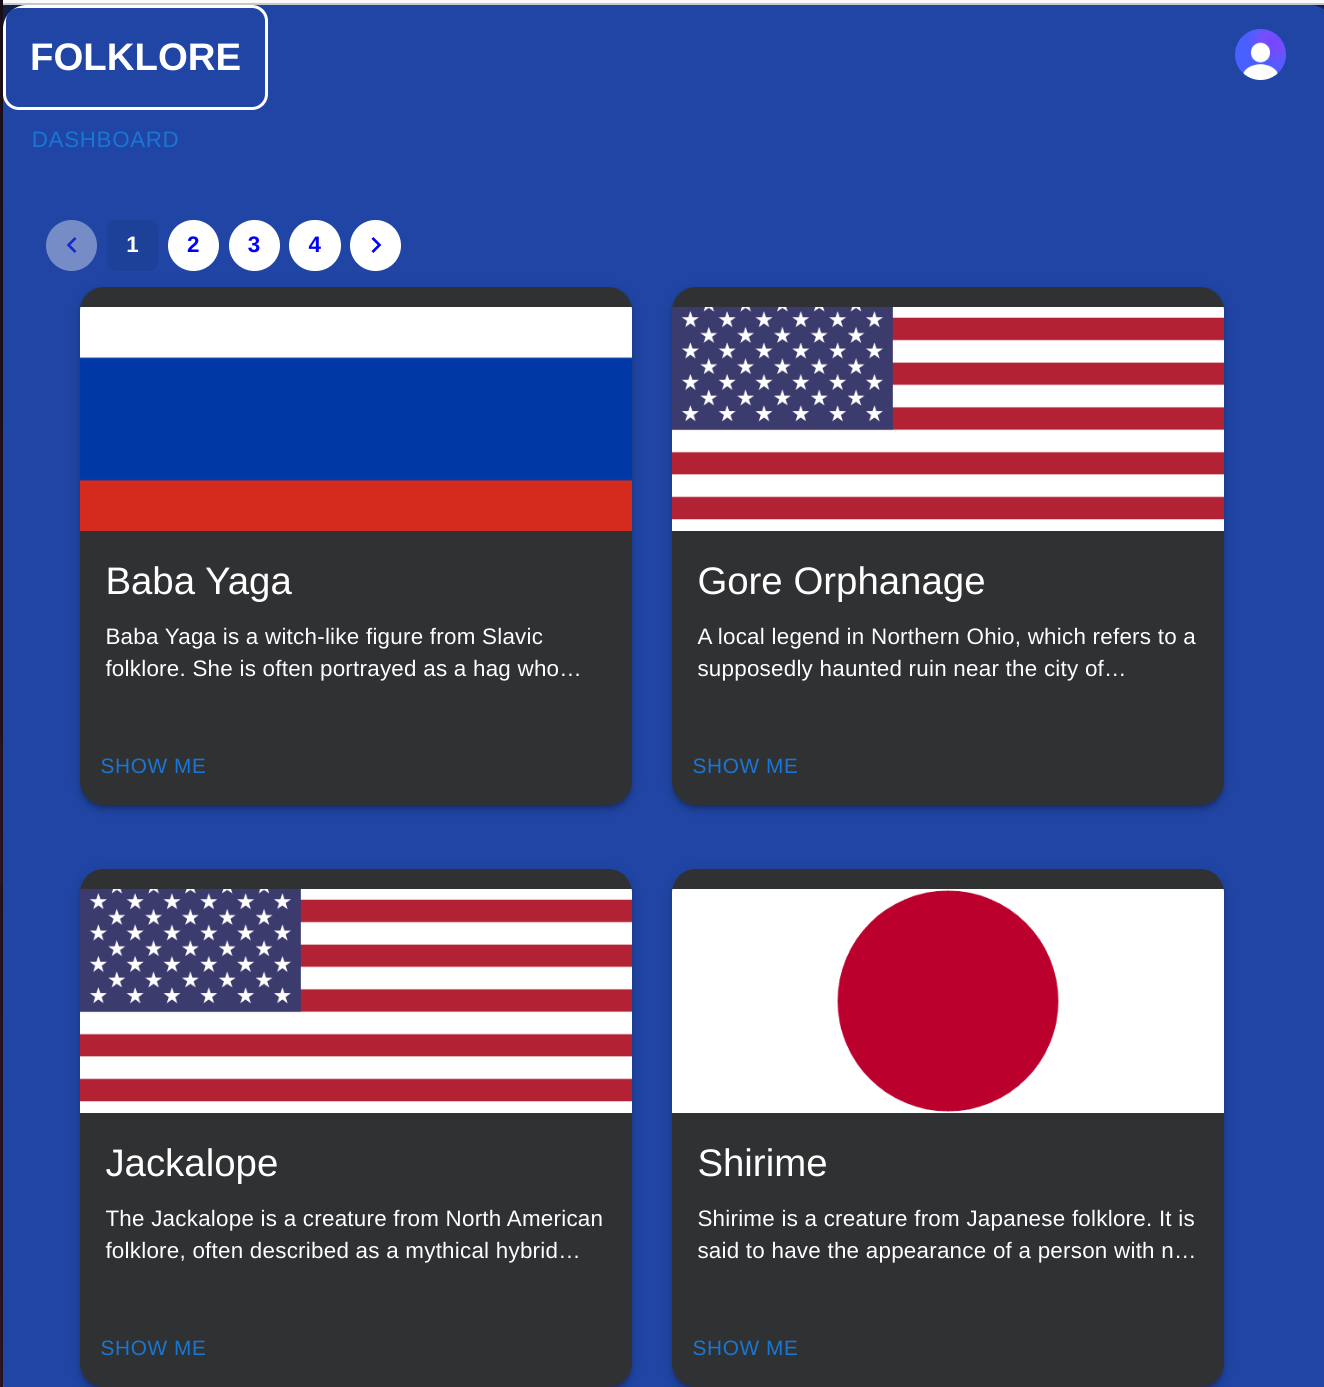 FOLKLORE
DASHBOARD
1 2 3 4
Baba Yaga
Baba Yaga is a witch-like figure from Slavic
folklore. She is often portrayed as a hag who...
SHOW ME
Gore Orphanage
A local legend in Northern Ohio, which refers to a
supposedly haunted ruin near the city of...
SHOW ME
Jackalope
The Jackalope is a creature from North American
folklore, often described as a mythical hybrid...
SHOW ME
Shirime
Shirime is a creature from Japanese folklore. It is
said to have the appearance of a person with n...
SHOW ME